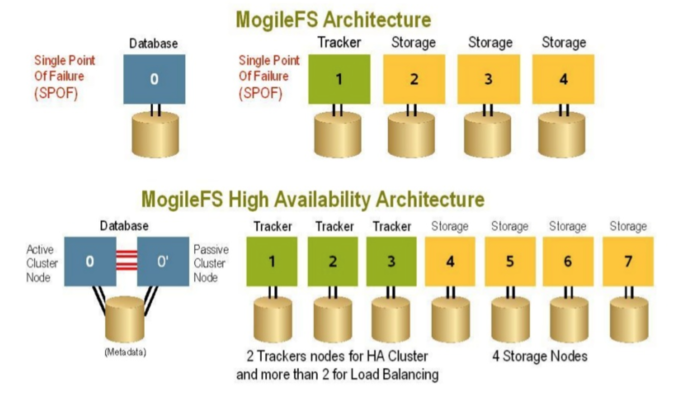 MogileFS Architecture
Database
Tracker
Storage
Storage
Storage
Single Point
Of Failure
(SPOF)
0
Single Point
Of Failure
(SPOF)
1
2
3
4
MogileFS High Availability Architecture
Database
Tracker
Tracker
Tracker
Storage
Storage
Storage
Storage
Active
Cluster
Node
0
0'
Passive
Cluster
Node
1
2
3
4
5
6
7
(Metadata)
2 Trackers nodes for HA Cluster
and more than 2 for Load Balancing
4 Storage Nodes